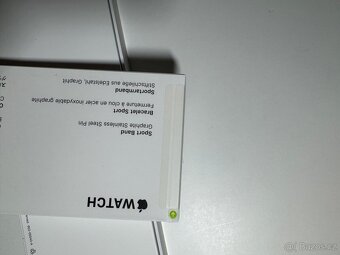 WATCH
Sport Band
Graphite Stainless Steel Pin
Bracelet Sport
Fermeture à clou en acier inoxydable graphite
Sportarmband
Stiftschließe aus Edelstahl, Graphit